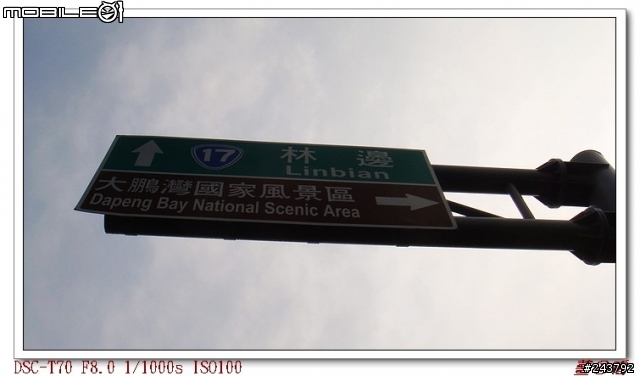 MOBILE01
17 林邊
Linbian
大鵬灣國家風景區
Dapeng Bay National Scenic Area
DSC-T70 F8.0 1/1000s ISO100
#243792